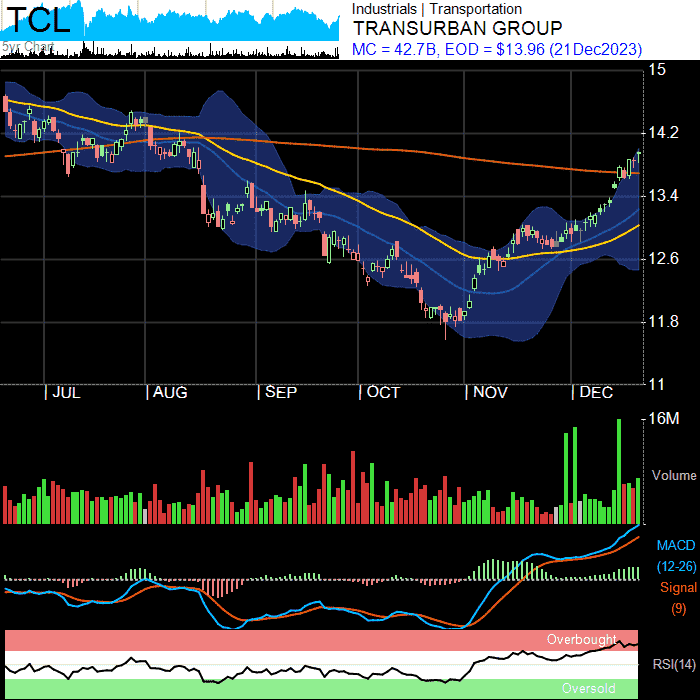 TCL
5yr Chart
Industrials | Transportation
TRANSURBAN GROUP
MC = 42.7B, EOD = $13.96 (21Dec2023)
15
14.2
13.4
12.6
11.8
11
| JUL | AUG | SEP | OCT | NOV | DEC
16M
Volume
MACD
(12-26)
Signal
(9)
Overbought
RSI(14)
Oversold